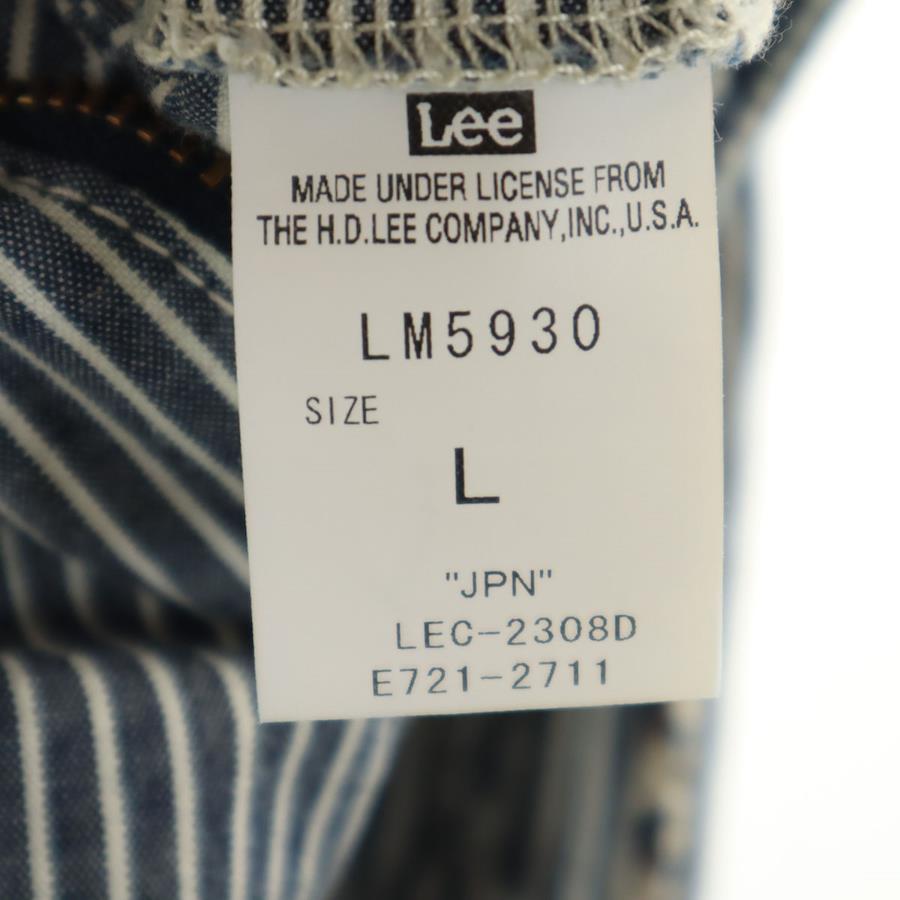 Lee
MADE UNDER LICENSE FROM
THE H.D.LEE COMPANY,INC.,U.S.A.
LM5930
SIZE
L
"JPN"
LEC-2308D
E721-2711